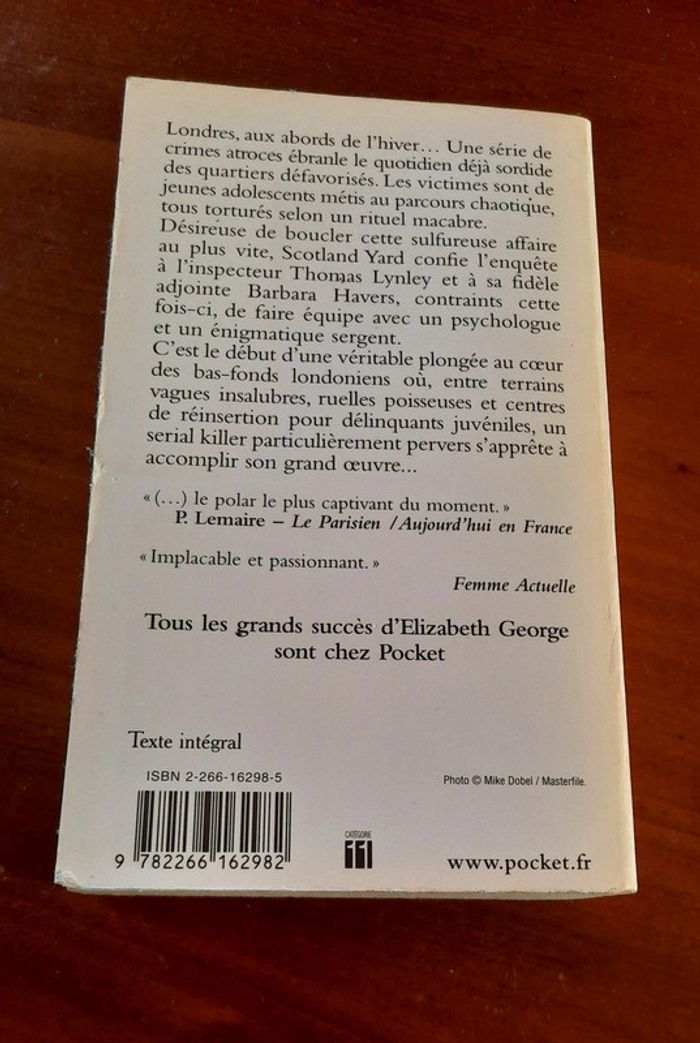 Londres, aux abords de l'hiver... Une série de
crimes atroces ébranle le quotidien déjà sordide
des quartiers défavorisés. Les victimes sont de
jeunes adolescents métis au parcours chaotique,
tous torturés selon un rituel macabre.
Désireuse de boucler cette sulfureuse affaire
au plus vite, Scotland Yard confie l'enquête
à l'inspecteur Thomas Lynley et à sa fidèle
adjointe Barbara Havers, contraints cette
fois-ci, de faire équipe avec un psychologue
et un énigmatique sergent.
C'est le début d'une véritable plongée au cœur
des bas-fonds londoniens où, entre terrains
vagues insalubres, ruelles poisseuses et centres
de réinsertion pour délinquants juvéniles, un
serial killer particulièrement pervers s'apprête à
accomplir son grand œuvre...
« (...) le polar le plus captivant du moment. »
P. Lemaire – Le Parisien /Aujourd'hui en France
« Implacable et passionnant. »
Femme Actuelle
Tous les grands succès d'Elizabeth George
sont chez Pocket
Texte intégral
ISBN 2-266-16298-5
Photo © Mike Dobel / Masterfile.
9 782266 162982
CATÉGORIE
11
www.pocket.fr